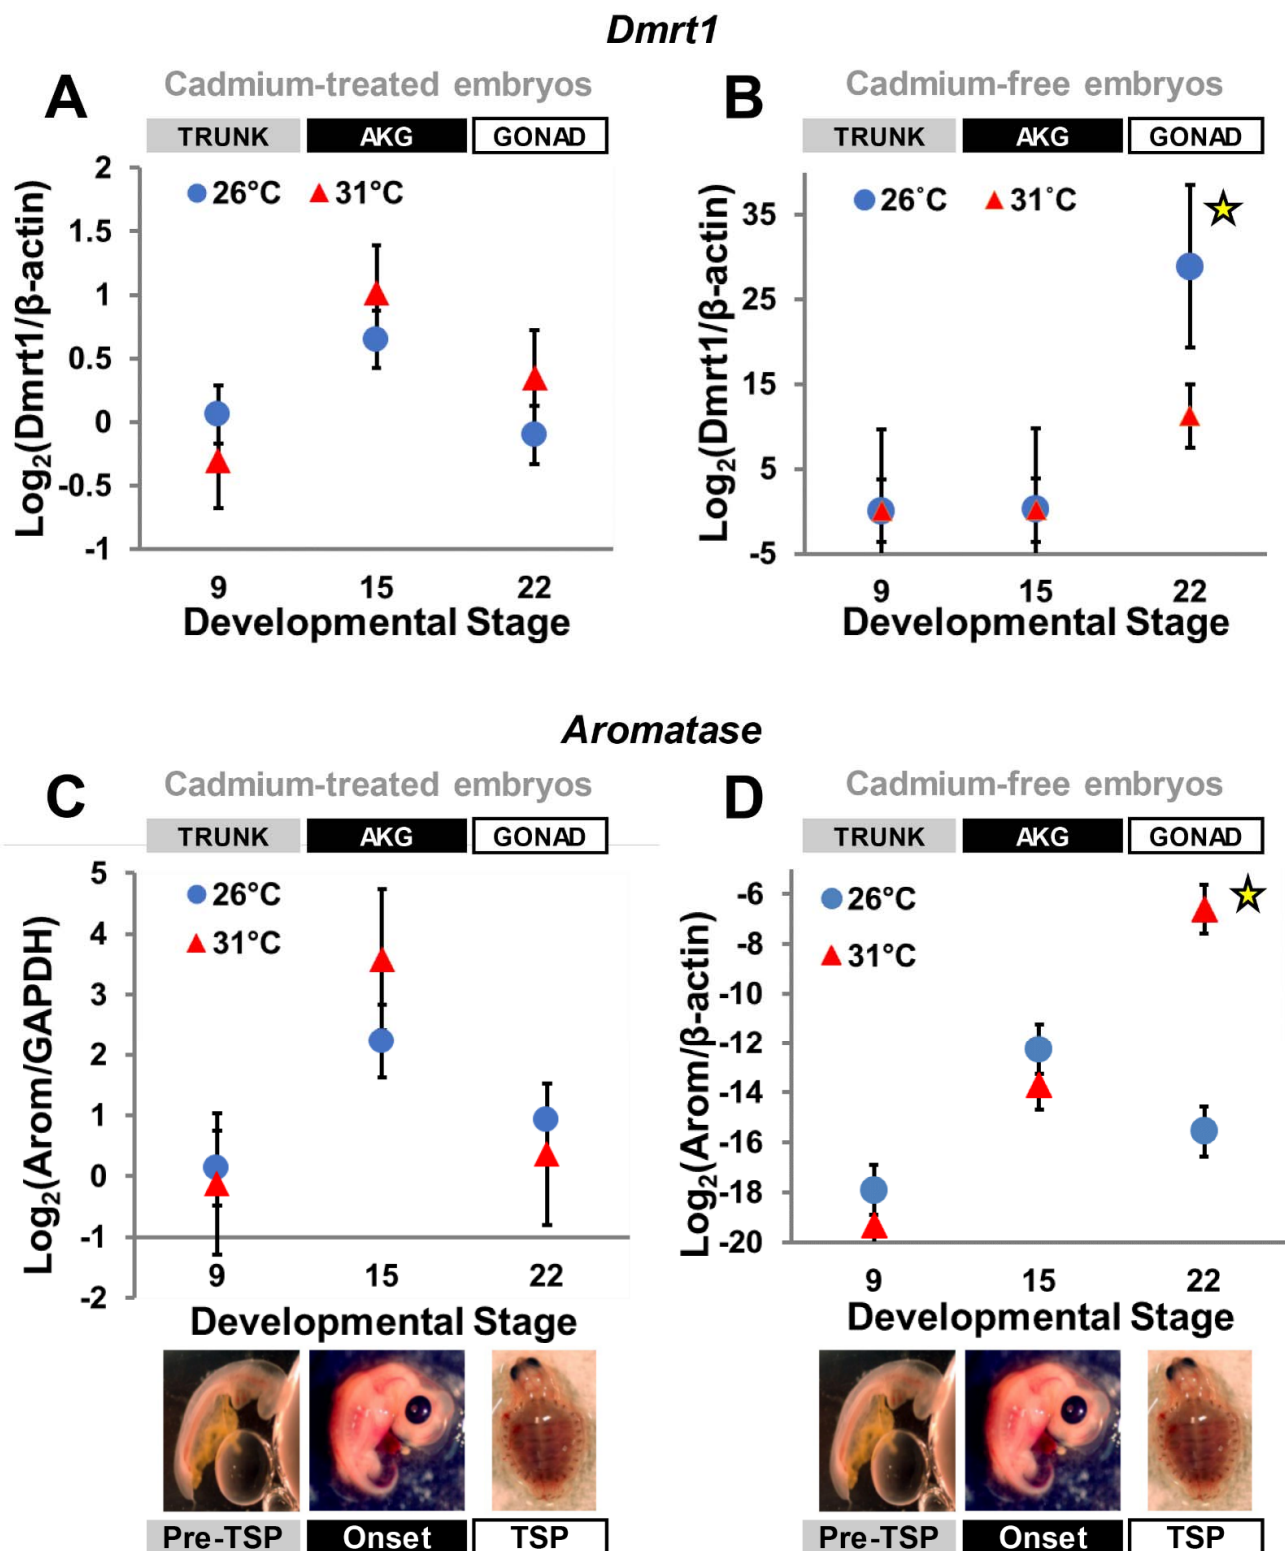 Dmrt1
A
Cadmium-treated embryos
TRUNK AKG GONAD
26°C 31°C
Log₂(Dmrt1/β-actin)
2
1.5
1
0.5
0
-0.5
-1
9 15 22
Developmental Stage
B
Cadmium-free embryos
TRUNK AKG GONAD
26˚C 31˚C
Log₂(Dmrt1/β-actin)
35
25
15
5
-5
9 15 22
Developmental Stage
Aromatase
C
Cadmium-treated embryos
TRUNK AKG GONAD
26°C
31°C
Log₂(Arom/GAPDH)
5
4
3
2
1
0
-1
-2
9 15 22
Developmental Stage
Pre-TSP Onset TSP
D
Cadmium-free embryos
TRUNK AKG GONAD
26°C
31°C
Log₂(Arom/β-actin)
-6
-8
-10
-12
-14
-16
-18
-20
9 15 22
Developmental Stage
Pre-TSP Onset TSP